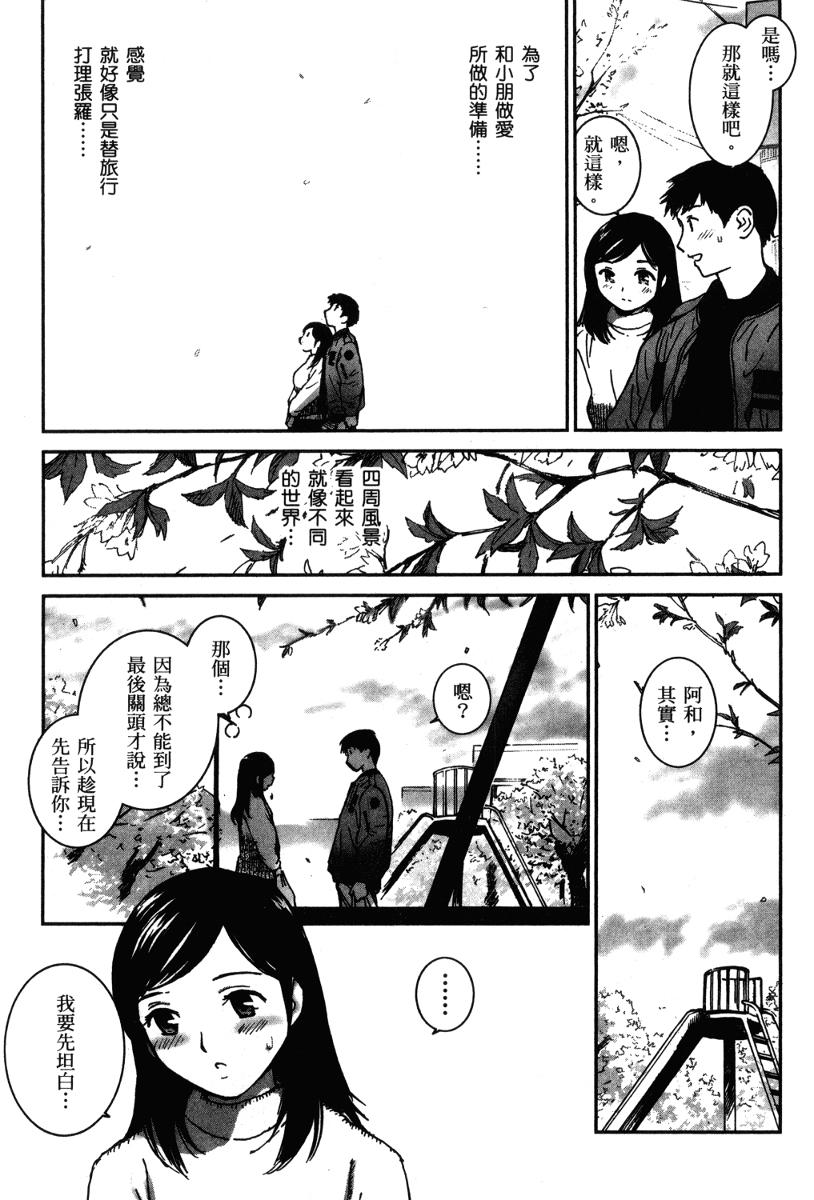 是嗎⋯
那就這樣吧。
嗯，
就這樣。
為了
和小朋做愛
所做的準備⋯⋯
感覺
就好像只是替旅行
打理張羅⋯⋯
四周風景
看起來
就像不同
的世界⋯
阿和，
其實⋯
嗯？
那個⋯
因為總不能到了
最後關頭才說⋯
所以趁現在
先告訴你⋯
⋯⋯
我要先坦白⋯